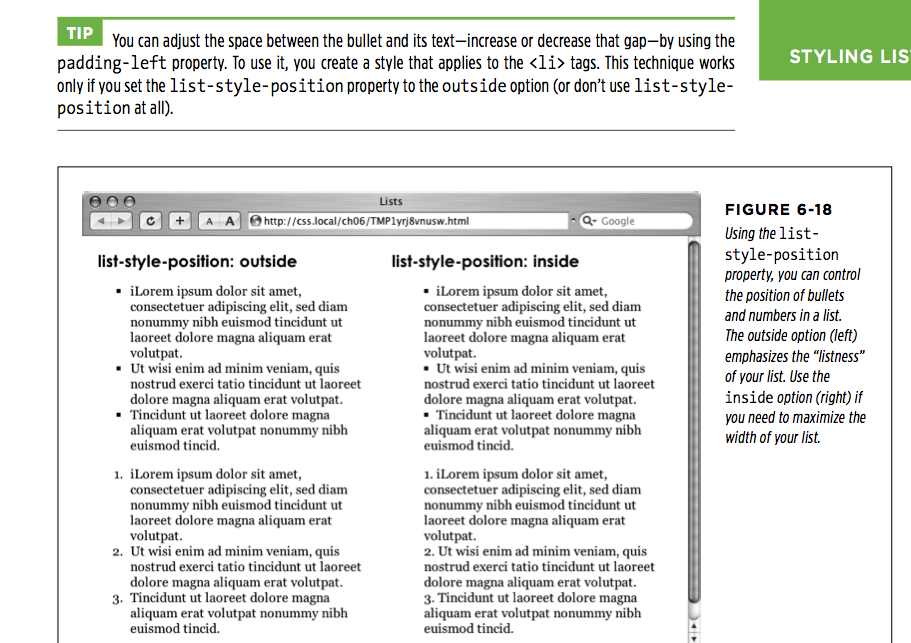 TIP You can adjust the space between the bullet and its text—increase or decrease that gap—by using the
padding-left property. To use it, you create a style that applies to the <li> tags. This technique works
only if you set the list-style-position property to the outside option (or don't use list-style-
position at all).
STYLING LIS
Lists
A A
http://css.local/ch06/TMP1yrj8vnusw.html
Google
list-style-position: outside
▪ iLorem ipsum dolor sit amet,
consectetuer adipiscing elit, sed diam
nonummy nibh euismod tincidunt ut
laoreet dolore magna aliquam erat
volutpat.
▪ Ut wisi enim ad minim veniam, quis
nostrud exerci tatio tincidunt ut laoreet
dolore magna aliquam erat volutpat.
▪ Tincidunt ut laoreet dolore magna
aliquam erat volutpat nonummy nibh
euismod tincid.
1. iLorem ipsum dolor sit amet,
consectetuer adipiscing elit, sed diam
nonummy nibh euismod tincidunt ut
laoreet dolore magna aliquam erat
volutpat.
2. Ut wisi enim ad minim veniam, quis
nostrud exerci tatio tincidunt ut laoreet
dolore magna aliquam erat volutpat.
3. Tincidunt ut laoreet dolore magna
aliquam erat volutpat nonummy nibh
euismod tincid.
list-style-position: inside
▪ iLorem ipsum dolor sit amet,
consectetuer adipiscing elit, sed diam
nonummy nibh euismod tincidunt ut
laoreet dolore magna aliquam erat
volutpat.
▪ Ut wisi enim ad minim veniam, quis
nostrud exerci tatio tincidunt ut laoreet
dolore magna aliquam erat volutpat.
▪ Tincidunt ut laoreet dolore magna
aliquam erat volutpat nonummy nibh
euismod tincid.
1. iLorem ipsum dolor sit amet,
consectetuer adipiscing elit, sed diam
nonummy nibh euismod tincidunt ut
laoreet dolore magna aliquam erat
volutpat.
2. Ut wisi enim ad minim veniam, quis
nostrud exerci tatio tincidunt ut laoreet
dolore magna aliquam erat volutpat.
3. Tincidunt ut laoreet dolore magna
aliquam erat volutpat nonummy nibh
euismod tincid.
FIGURE 6-18
Using the list-
style-position
property, you can control
the position of bullets
and numbers in a list.
The outside option (left)
emphasizes the “listness”
of your list. Use the
inside option (right) if
you need to maximize the
width of your list.